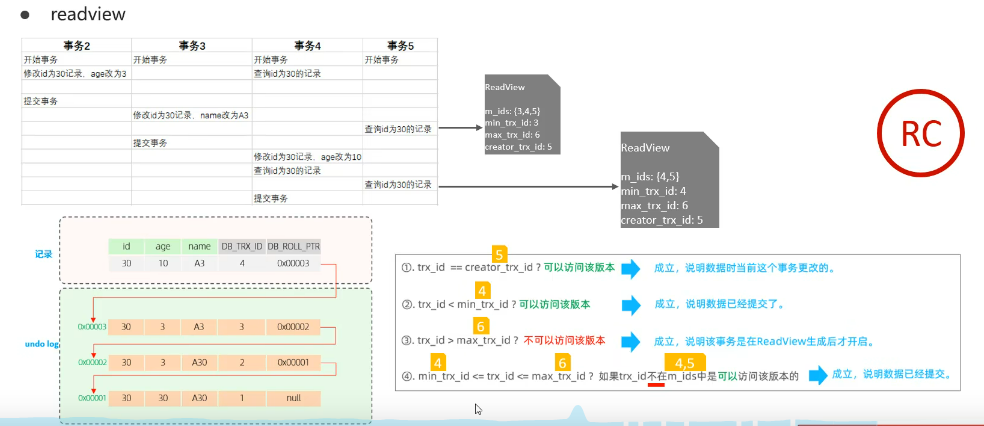 readview
事务2 事务3 事务4 事务5
开始事务 开始事务 开始事务 开始事务
修改id为30记录、age改为3 查询id为30的记录
提交事务
修改id为30记录、name改为A3
查询id为30的记录
提交事务
修改id为30记录、age改为10
查询id为30的记录
查询id为30的记录
提交事务
ReadView
m_ids: {3,4,5}
min_trx_id: 3
max_trx_id: 6
creator_trx_id: 5
ReadView
m_ids: {4,5}
min_trx_id: 4
max_trx_id: 6
creator_trx_id: 5
RC
记录
id age name DB_TRX_ID DB_ROLL_PTR
30 10 A3 4 0x00003
undo log
0x00003 30 3 A3 3 0x00002
0x00002 30 3 A30 2 0x00001
0x00001 30 30 A30 1 null
5
①. trx_id == creator_trx_id ? 可以访问该版本 成立，说明数据时当前这个事务更改的。
4
②. trx_id < min_trx_id ? 可以访问该版本 成立，说明数据已经提交了。
6
③. trx_id > max_trx_id ? 不可以访问该版本 成立，说明该事务是在ReadView生成后才开启。
4 6 4,5
④. min_trx_id <= trx_id <= max_trx_id ? 如果trx_id不在m_ids中是可以访问该版本的 成立，说明数据已经提交。